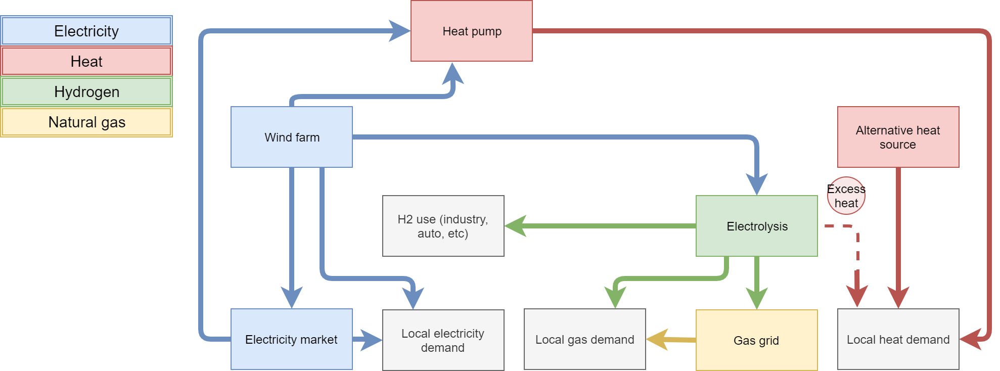 Electricity
Heat
Hydrogen
Natural gas
Heat pump
Wind farm
Alternative heat
source
Excess
heat
H2 use (industry,
auto, etc)
Electrolysis
Electricity market
Local electricity
demand
Local gas demand
Gas grid
Local heat demand